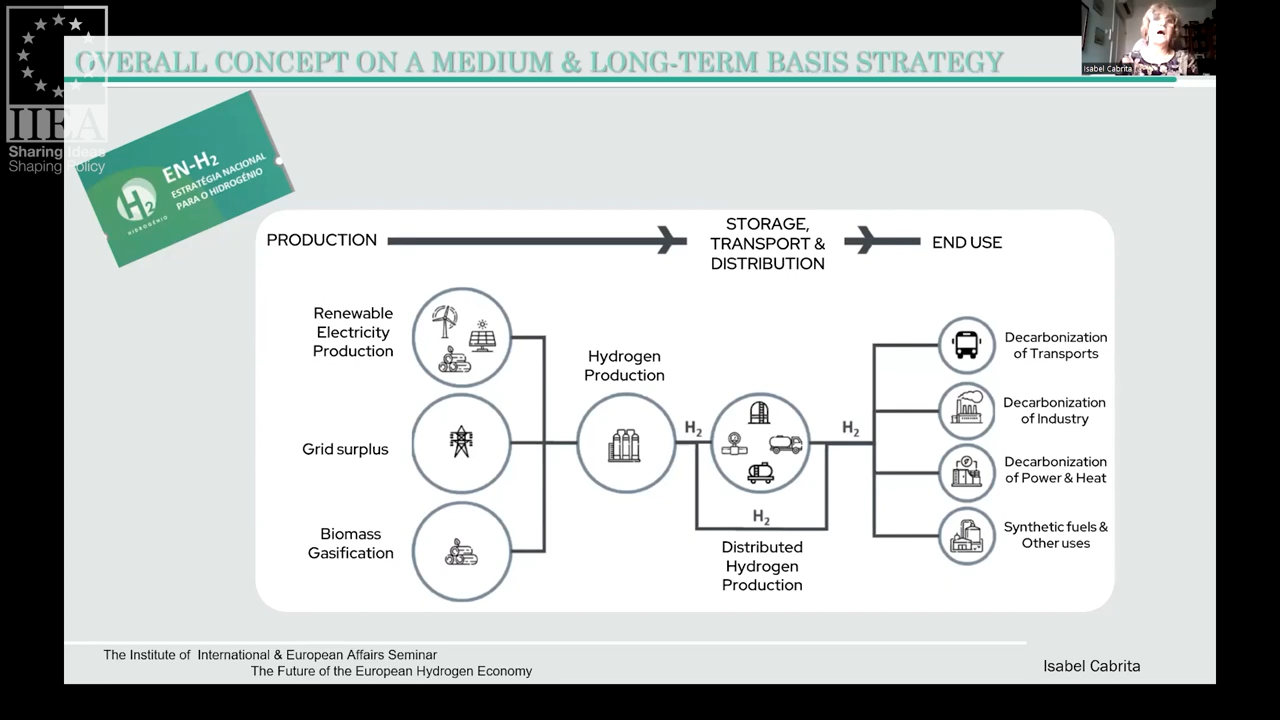 OVERALL CONCEPT ON A MEDIUM & LONG-TERM BASIS STRATEGY
Isabel Cabrita
IIEA
Sharing Ideas
Shaping Policy
EN-H₂
ESTRATÉGIA NACIONAL
PARA O HIDROGÉNIO
H₂
HIDROGÉNIO
PRODUCTION
STORAGE,
TRANSPORT &
DISTRIBUTION
END USE
Renewable
Electricity
Production
Grid surplus
Biomass
Gasification
Hydrogen
Production
H₂
H₂
H₂
Distributed
Hydrogen
Production
Decarbonization
of Transports
Decarbonization
of Industry
Decarbonization
of Power & Heat
Synthetic fuels &
Other uses
The Institute of International & European Affairs Seminar
The Future of the European Hydrogen Economy
Isabel Cabrita